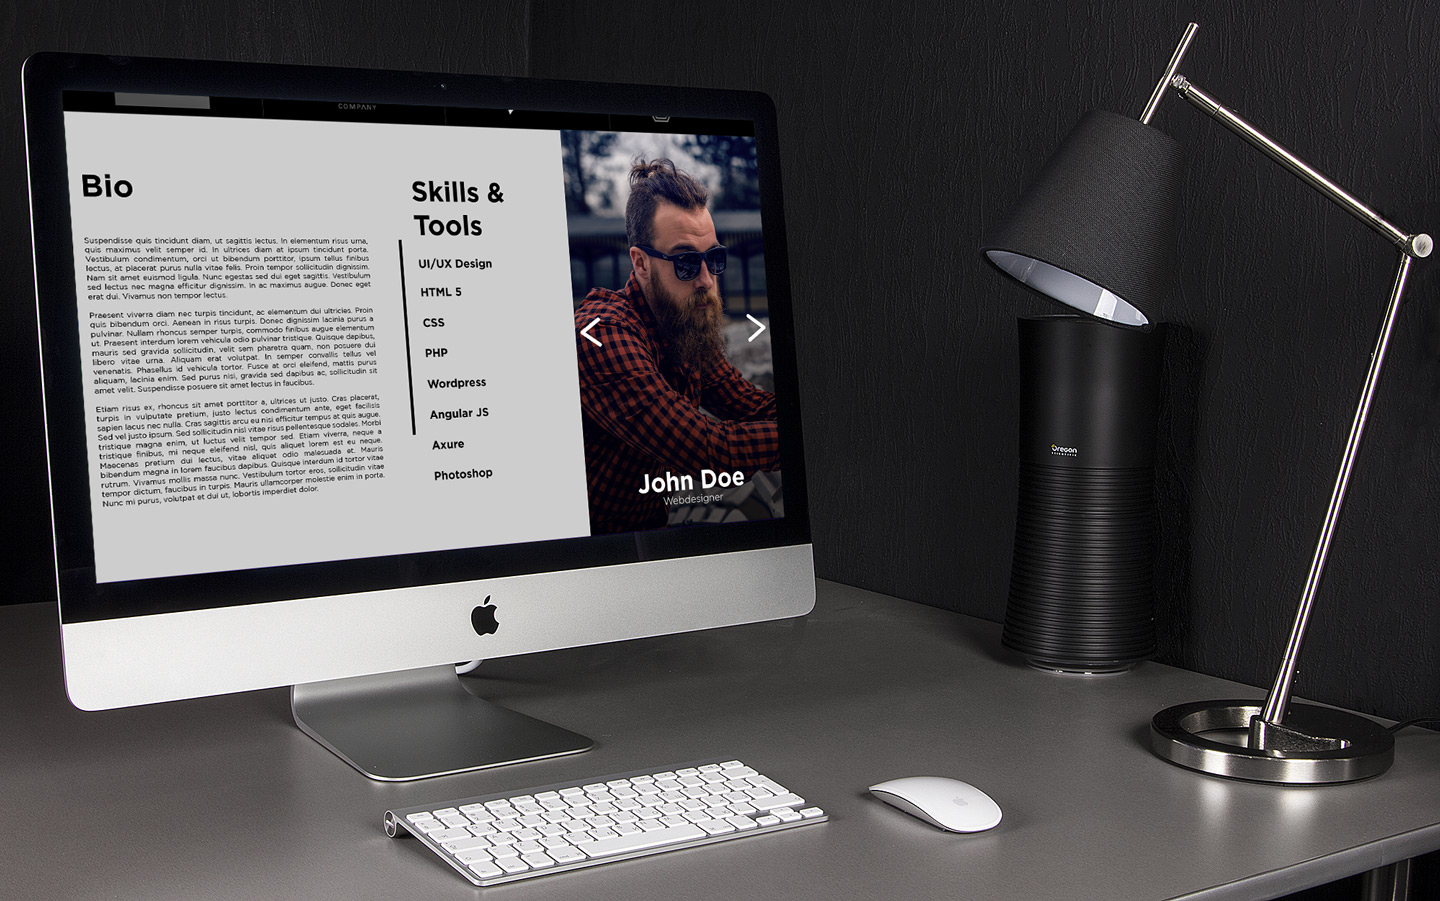 COMPANY
Bio
Suspendisse quis tincidunt diam, ut sagittis lectus. In elementum risus urna,
quis maximus velit semper id. In ultrices diam at ipsum tincidunt porta.
Vestibulum condimentum, orci ut bibendum porttitor, ipsum tellus finibus
lectus, at placerat purus nulla vitae felis. Proin tempor sollicitudin dignissim.
Nam sit amet euismod ligula. Nunc egestas sed dui eget sagittis. Vestibulum
sed lectus nec magna efficitur dignissim. In ac maximus augue. Donec eget
erat dui. Vivamus non tempor lectus.
Praesent viverra diam nec turpis tincidunt, ac elementum dui ultricies. Proin
quis bibendum orci. Aenean in risus turpis. Donec dignissim lacinia purus a
pulvinar. Nullam rhoncus semper turpis, commodo finibus augue elementum
ut. Praesent interdum lorem vehicula odio pulvinar tristique. Quisque dapibus,
mauris sed gravida sollicitudin, velit sem pharetra quam, non posuere dui
libero vitae urna. Aliquam erat volutpat. In semper convallis tellus vel
venenatis. Phasellus id vehicula tortor. Fusce at orci eleifend, mattis purus
aliquam, lacinia enim. Sed purus nisi, gravida sed dapibus ac, sollicitudin sit
amet velit. Suspendisse posuere sit amet lectus in faucibus.
Etiam risus ex, rhoncus sit amet porttitor a, ultrices ut justo. Cras placerat,
turpis in vulputate pretium, justo lectus condimentum ante, eget facilisis
sapien lacus nec nulla. Cras sagittis arcu eu nisi efficitur tempus at quis augue.
Sed vel justo ipsum. Sed sollicitudin nisl vitae risus pellentesque sodales. Morbi
tristique magna enim, ut luctus velit tempor sed. Etiam viverra, neque a
tristique finibus, mi neque eleifend nisl, quis aliquet lorem est eu neque.
Maecenas pretium dui lectus, vitae aliquet odio malesuada et. Mauris
bibendum magna in lorem faucibus dapibus. Quisque interdum id tortor vitae
rutrum. Vivamus mollis massa nunc. Vestibulum tortor eros, sollicitudin vitae
tempor dictum, faucibus in turpis. Mauris ullamcorper molestie enim in porta.
Nunc mi purus, volutpat et dui ut, lobortis imperdiet dolor.
Skills &
Tools
UI/UX Design
HTML 5
CSS
PHP
Wordpress
Angular JS
Axure
Photoshop
John Doe
Webdesigner
Oregon
SCIENTIFIC